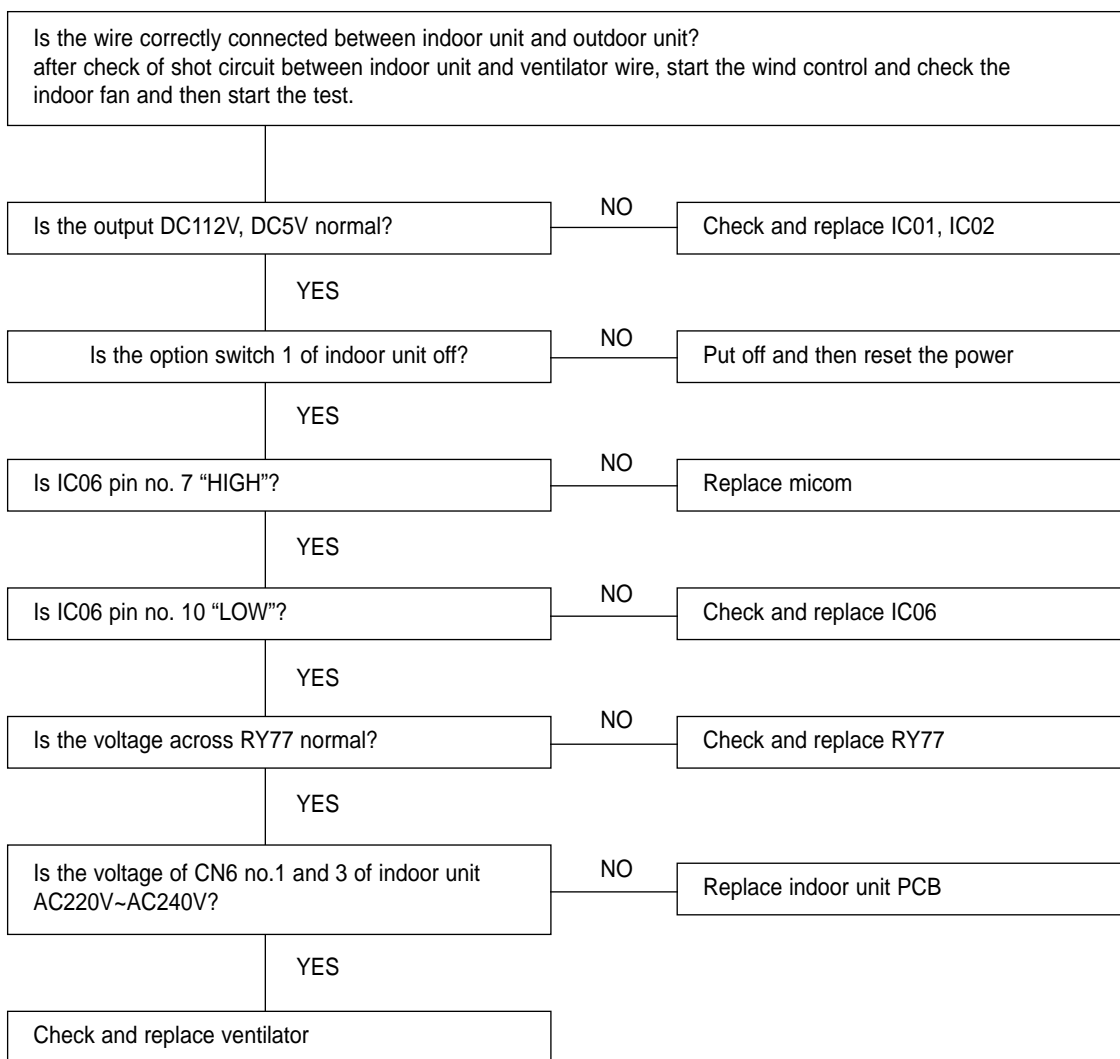 Is the wire correctly connected between indoor unit and outdoor unit?
after check of shot circuit between indoor unit and ventilator wire, start the wind control and check the
indoor fan and then start the test.
Is the output DC112V, DC5V normal?
NO
Check and replace IC01, IC02
YES
Is the option switch 1 of indoor unit off?
NO
Put off and then reset the power
YES
Is IC06 pin no. 7 “HIGH”?
NO
Replace micom
YES
Is IC06 pin no. 10 “LOW”?
NO
Check and replace IC06
YES
Is the voltage across RY77 normal?
NO
Check and replace RY77
YES
Is the voltage of CN6 no.1 and 3 of indoor unit
AC220V~AC240V?
NO
Replace indoor unit PCB
YES
Check and replace ventilator